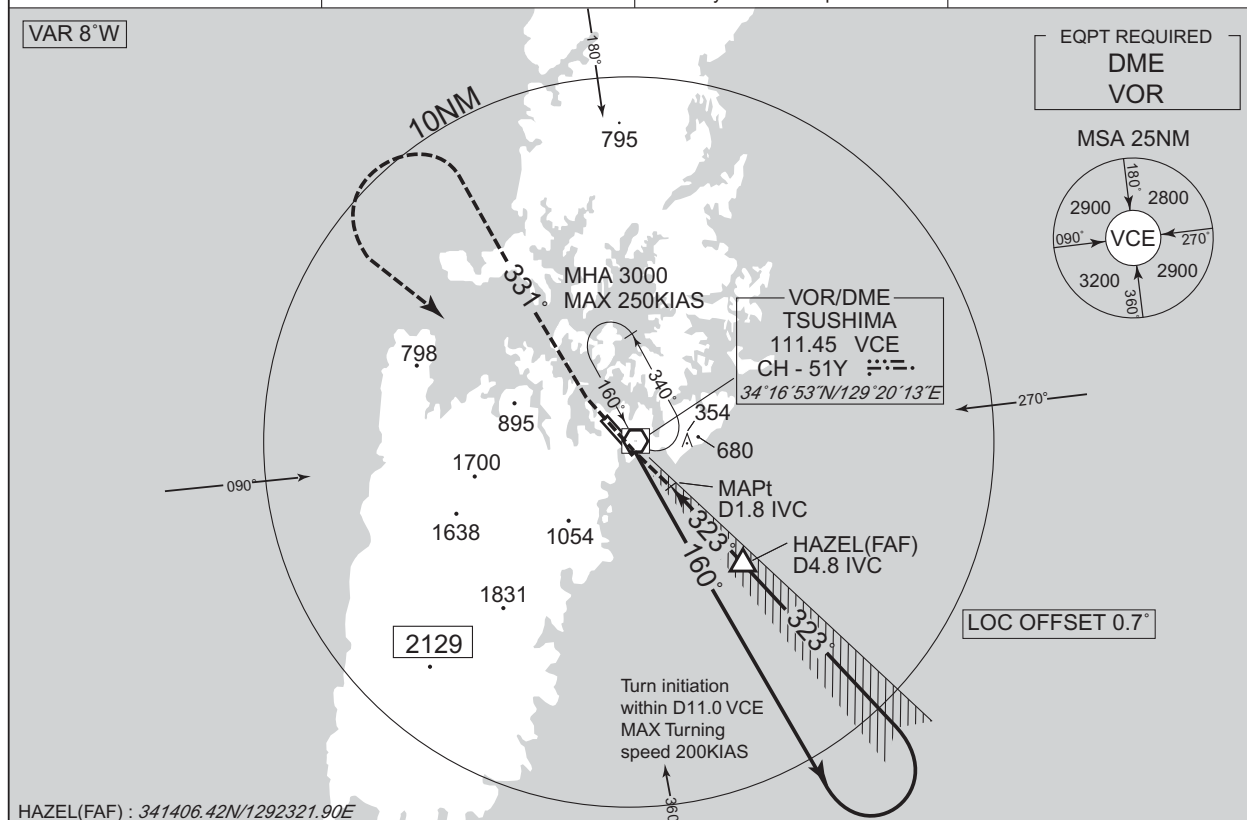 VAR 8°W
EQPT REQUIRED
DME
VOR
MSA 25NM
180°
2900
2800
090°
VCE
270°
3200
2900
360°
180°
10NM
795
331°
MHA 3000
MAX 250KIAS
VOR/DME
TSUSHIMA
111.45 VCE
CH - 51Y
34°16′53″N/129°20′13″E
798
160°
340°
270°
895
354
680
1700
090°
MAPt
D1.8 IVC
1638
1054
323°
HAZEL(FAF)
D4.8 IVC
160°
1831
323°
LOC OFFSET 0.7°
2129
Turn initiation
within D11.0 VCE
MAX Turning
speed 200KIAS
360°
HAZEL(FAF) : 341406.42N/1292321.90E